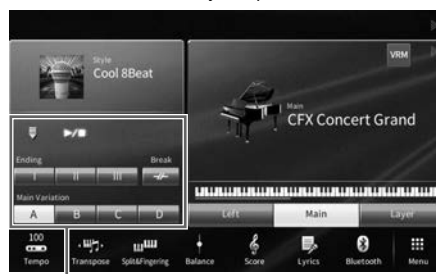 Style
Cool 8Beat
VRM
Main
CFX Concert Grand
Ending
Break
I
II
III
Main Variation
A
B
C
D
Left
Main
Layer
100
Tempo
Transpose
Split&Fingering
Balance
Score
Lyrics
Bluetooth
Menu